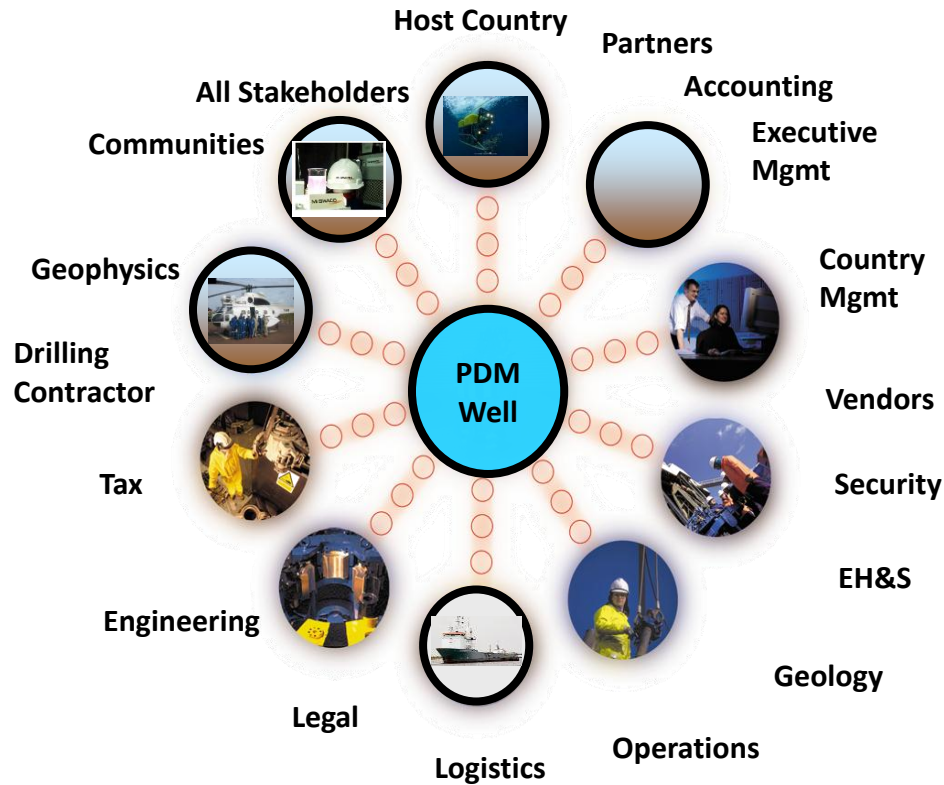 Host Country
Partners
All Stakeholders
Accounting
Communities
Executive
Mgmt
Geophysics
Country
Mgmt
Drilling
Contractor
PDM
Well
Vendors
Tax
Security
EH&S
Engineering
Geology
Legal
Operations
Logistics